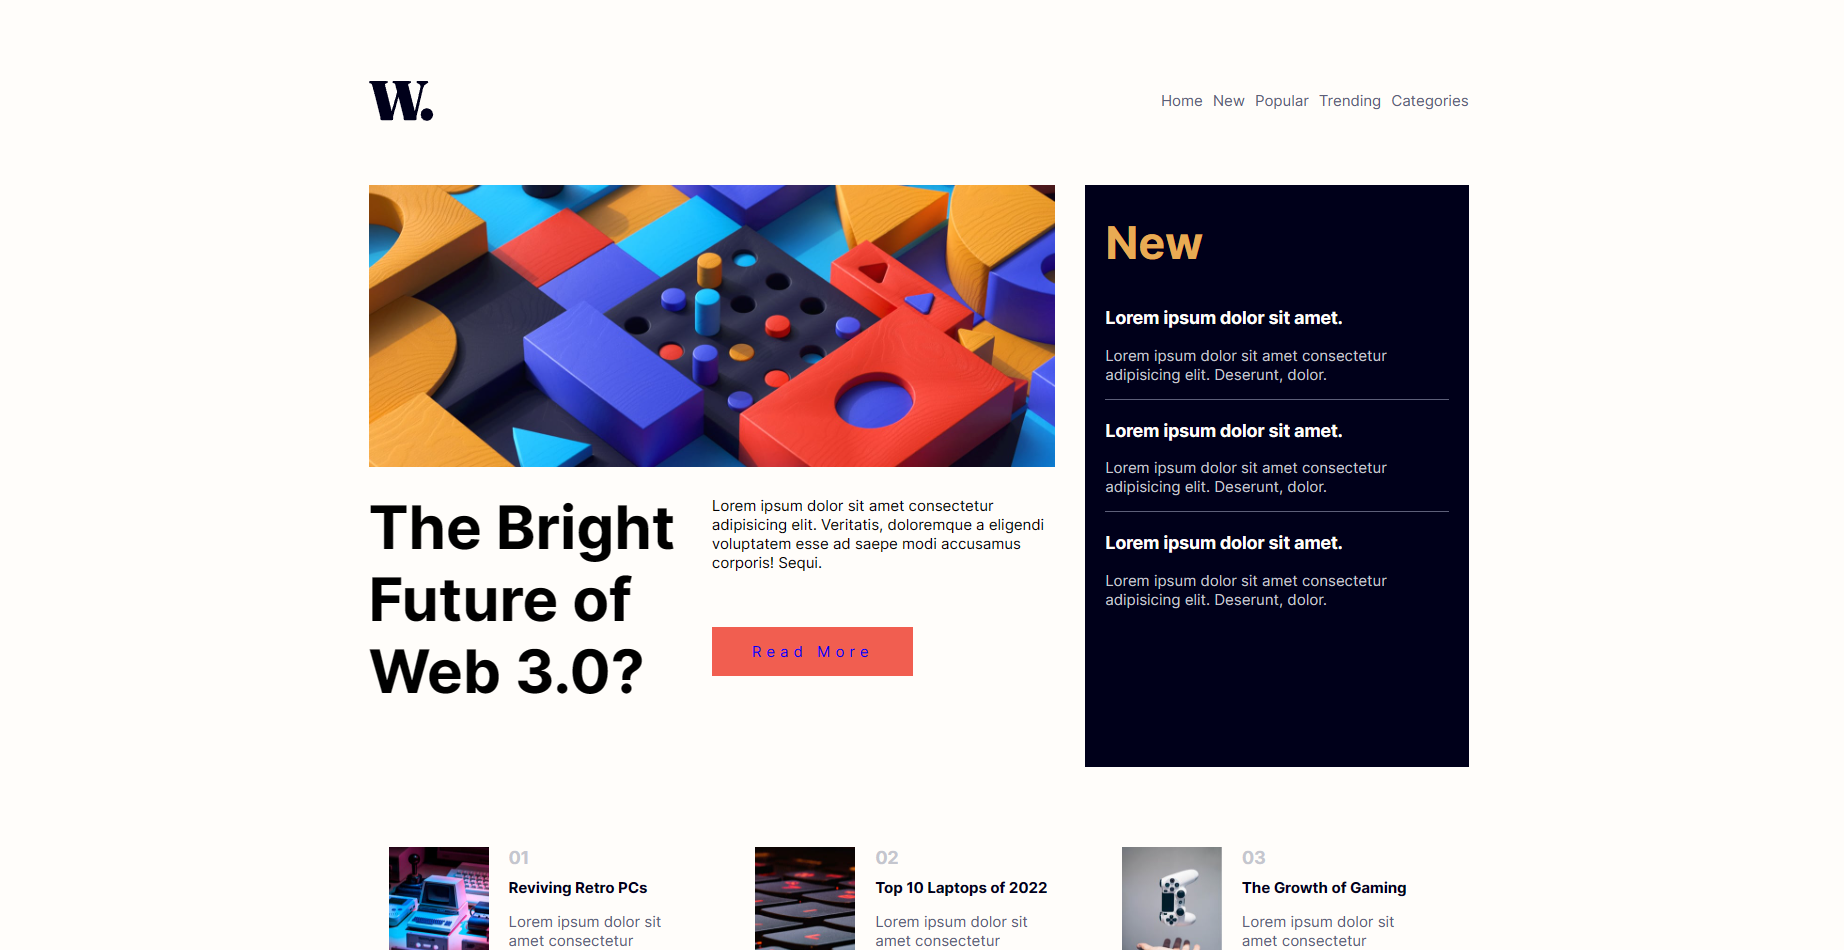 W.
Home New Popular Trending Categories
The Bright
Future of
Web 3.0?
Lorem ipsum dolor sit amet consectetur
adipisicing elit. Veritatis, doloremque a eligendi
voluptatem esse ad saepe modi accusamus
corporis! Sequi.
Read More
New
Lorem ipsum dolor sit amet.
Lorem ipsum dolor sit amet consectetur
adipisicing elit. Deserunt, dolor.
Lorem ipsum dolor sit amet.
Lorem ipsum dolor sit amet consectetur
adipisicing elit. Deserunt, dolor.
Lorem ipsum dolor sit amet.
Lorem ipsum dolor sit amet consectetur
adipisicing elit. Deserunt, dolor.
01
Reviving Retro PCs
Lorem ipsum dolor sit
amet consectetur
02
Top 10 Laptops of 2022
Lorem ipsum dolor sit
amet consectetur
03
The Growth of Gaming
Lorem ipsum dolor sit
amet consectetur